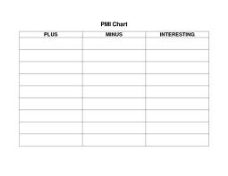 PMI Chart
PLUS MINUS INTERESTING